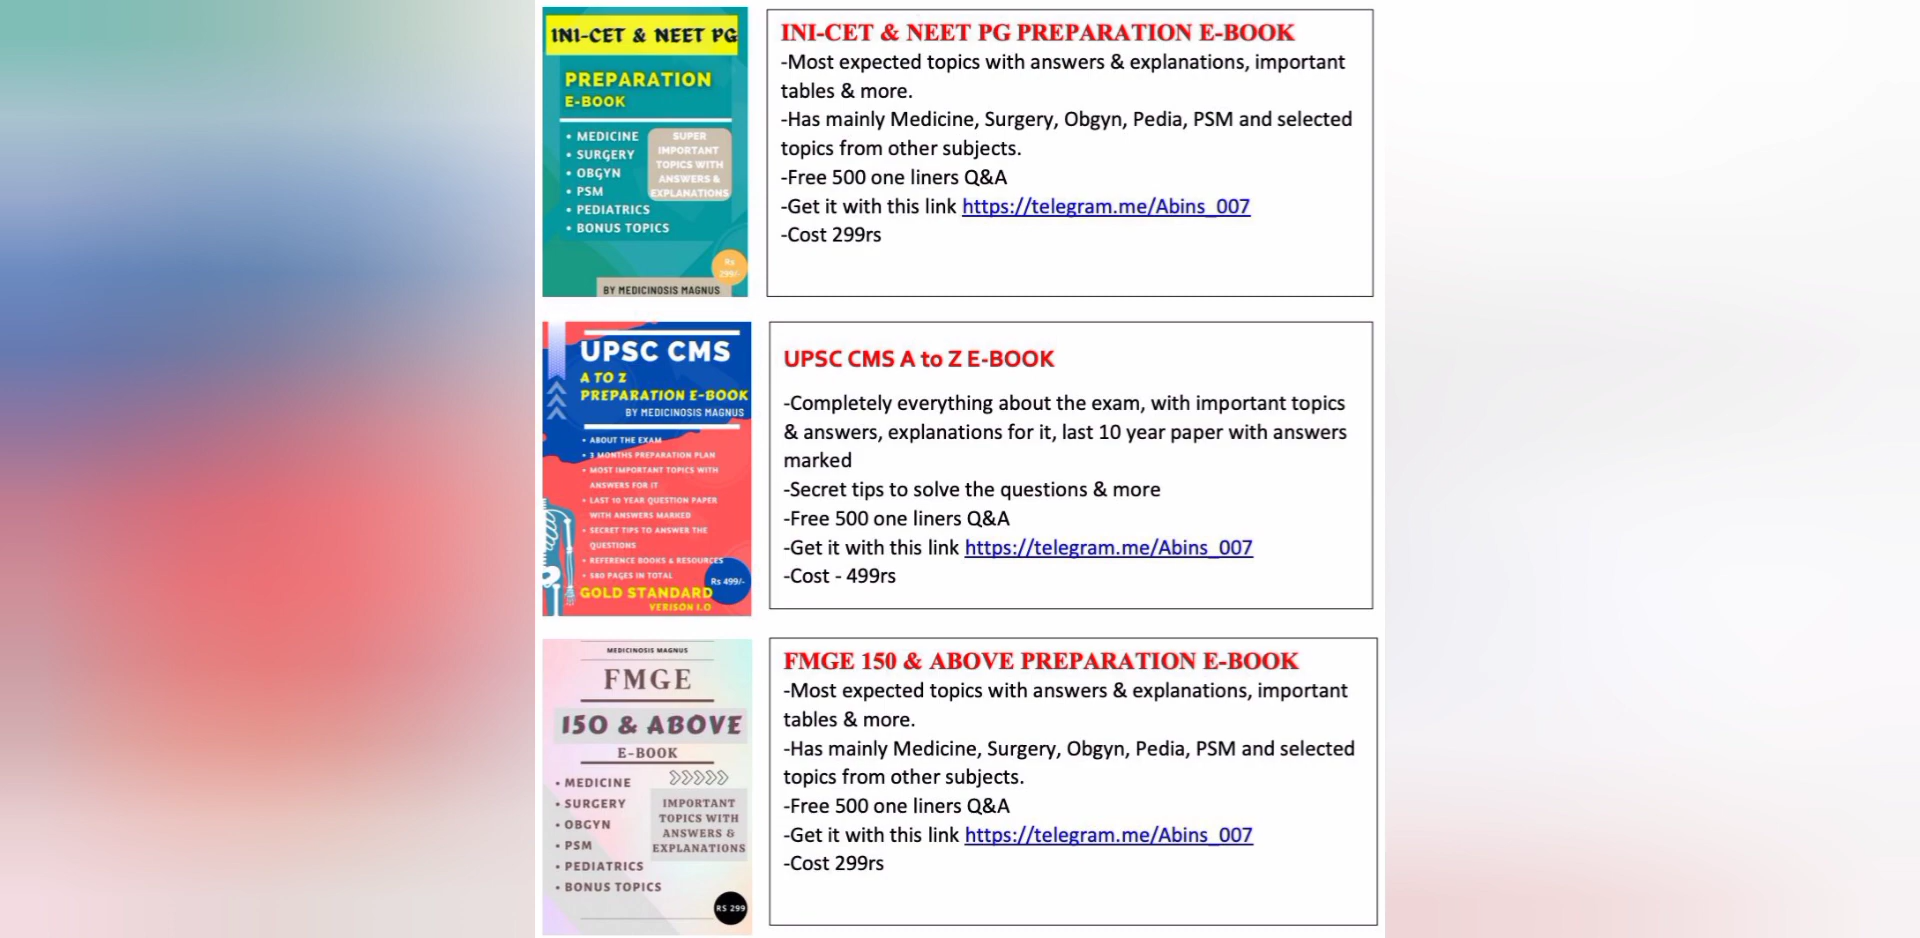 INI-CET & NEET PG
PREPARATION
E-BOOK
• MEDICINE
• SURGERY
• OBGYN
• PSM
• PEDIATRICS
• BONUS TOPICS
SUPER
IMPORTANT
TOPICS WITH
ANSWERS &
EXPLANATIONS
Rs
299/-
BY MEDICINOSIS MAGNUS
INI-CET & NEET PG PREPARATION E-BOOK
-Most expected topics with answers & explanations, important
tables & more.
-Has mainly Medicine, Surgery, Obgyn, Pedia, PSM and selected
topics from other subjects.
-Free 500 one liners Q&A
-Get it with this link https://telegram.me/Abins_007
-Cost 299rs
UPSC CMS
A TO Z
PREPARATION E-BOOK
BY MEDICINOSIS MAGNUS
• ABOUT THE EXAM
• 3 MONTHS PREPARATION PLAN
• MOST IMPORTANT TOPICS WITH
ANSWERS FOR IT
• LAST 10 YEAR QUESTION PAPER
WITH ANSWERS MARKED
• SECRET TIPS TO ANSWER THE
QUESTIONS
• REFERENCE BOOKS & RESOURCES
• 580 PAGES IN TOTAL
Rs 499/-
GOLD STANDARD
VERISON 1.0
UPSC CMS A to Z E-BOOK
-Completely everything about the exam, with important topics
& answers, explanations for it, last 10 year paper with answers
marked
-Secret tips to solve the questions & more
-Free 500 one liners Q&A
-Get it with this link https://telegram.me/Abins_007
-Cost - 499rs
MEDICINOSIS MAGNUS
FMGE
150 & ABOVE
E-BOOK
• MEDICINE
• SURGERY
• OBGYN
• PSM
• PEDIATRICS
• BONUS TOPICS
IMPORTANT
TOPICS WITH
ANSWERS &
EXPLANATIONS
RS 299
FMGE 150 & ABOVE PREPARATION E-BOOK
-Most expected topics with answers & explanations, important
tables & more.
-Has mainly Medicine, Surgery, Obgyn, Pedia, PSM and selected
topics from other subjects.
-Free 500 one liners Q&A
-Get it with this link https://telegram.me/Abins_007
-Cost 299rs